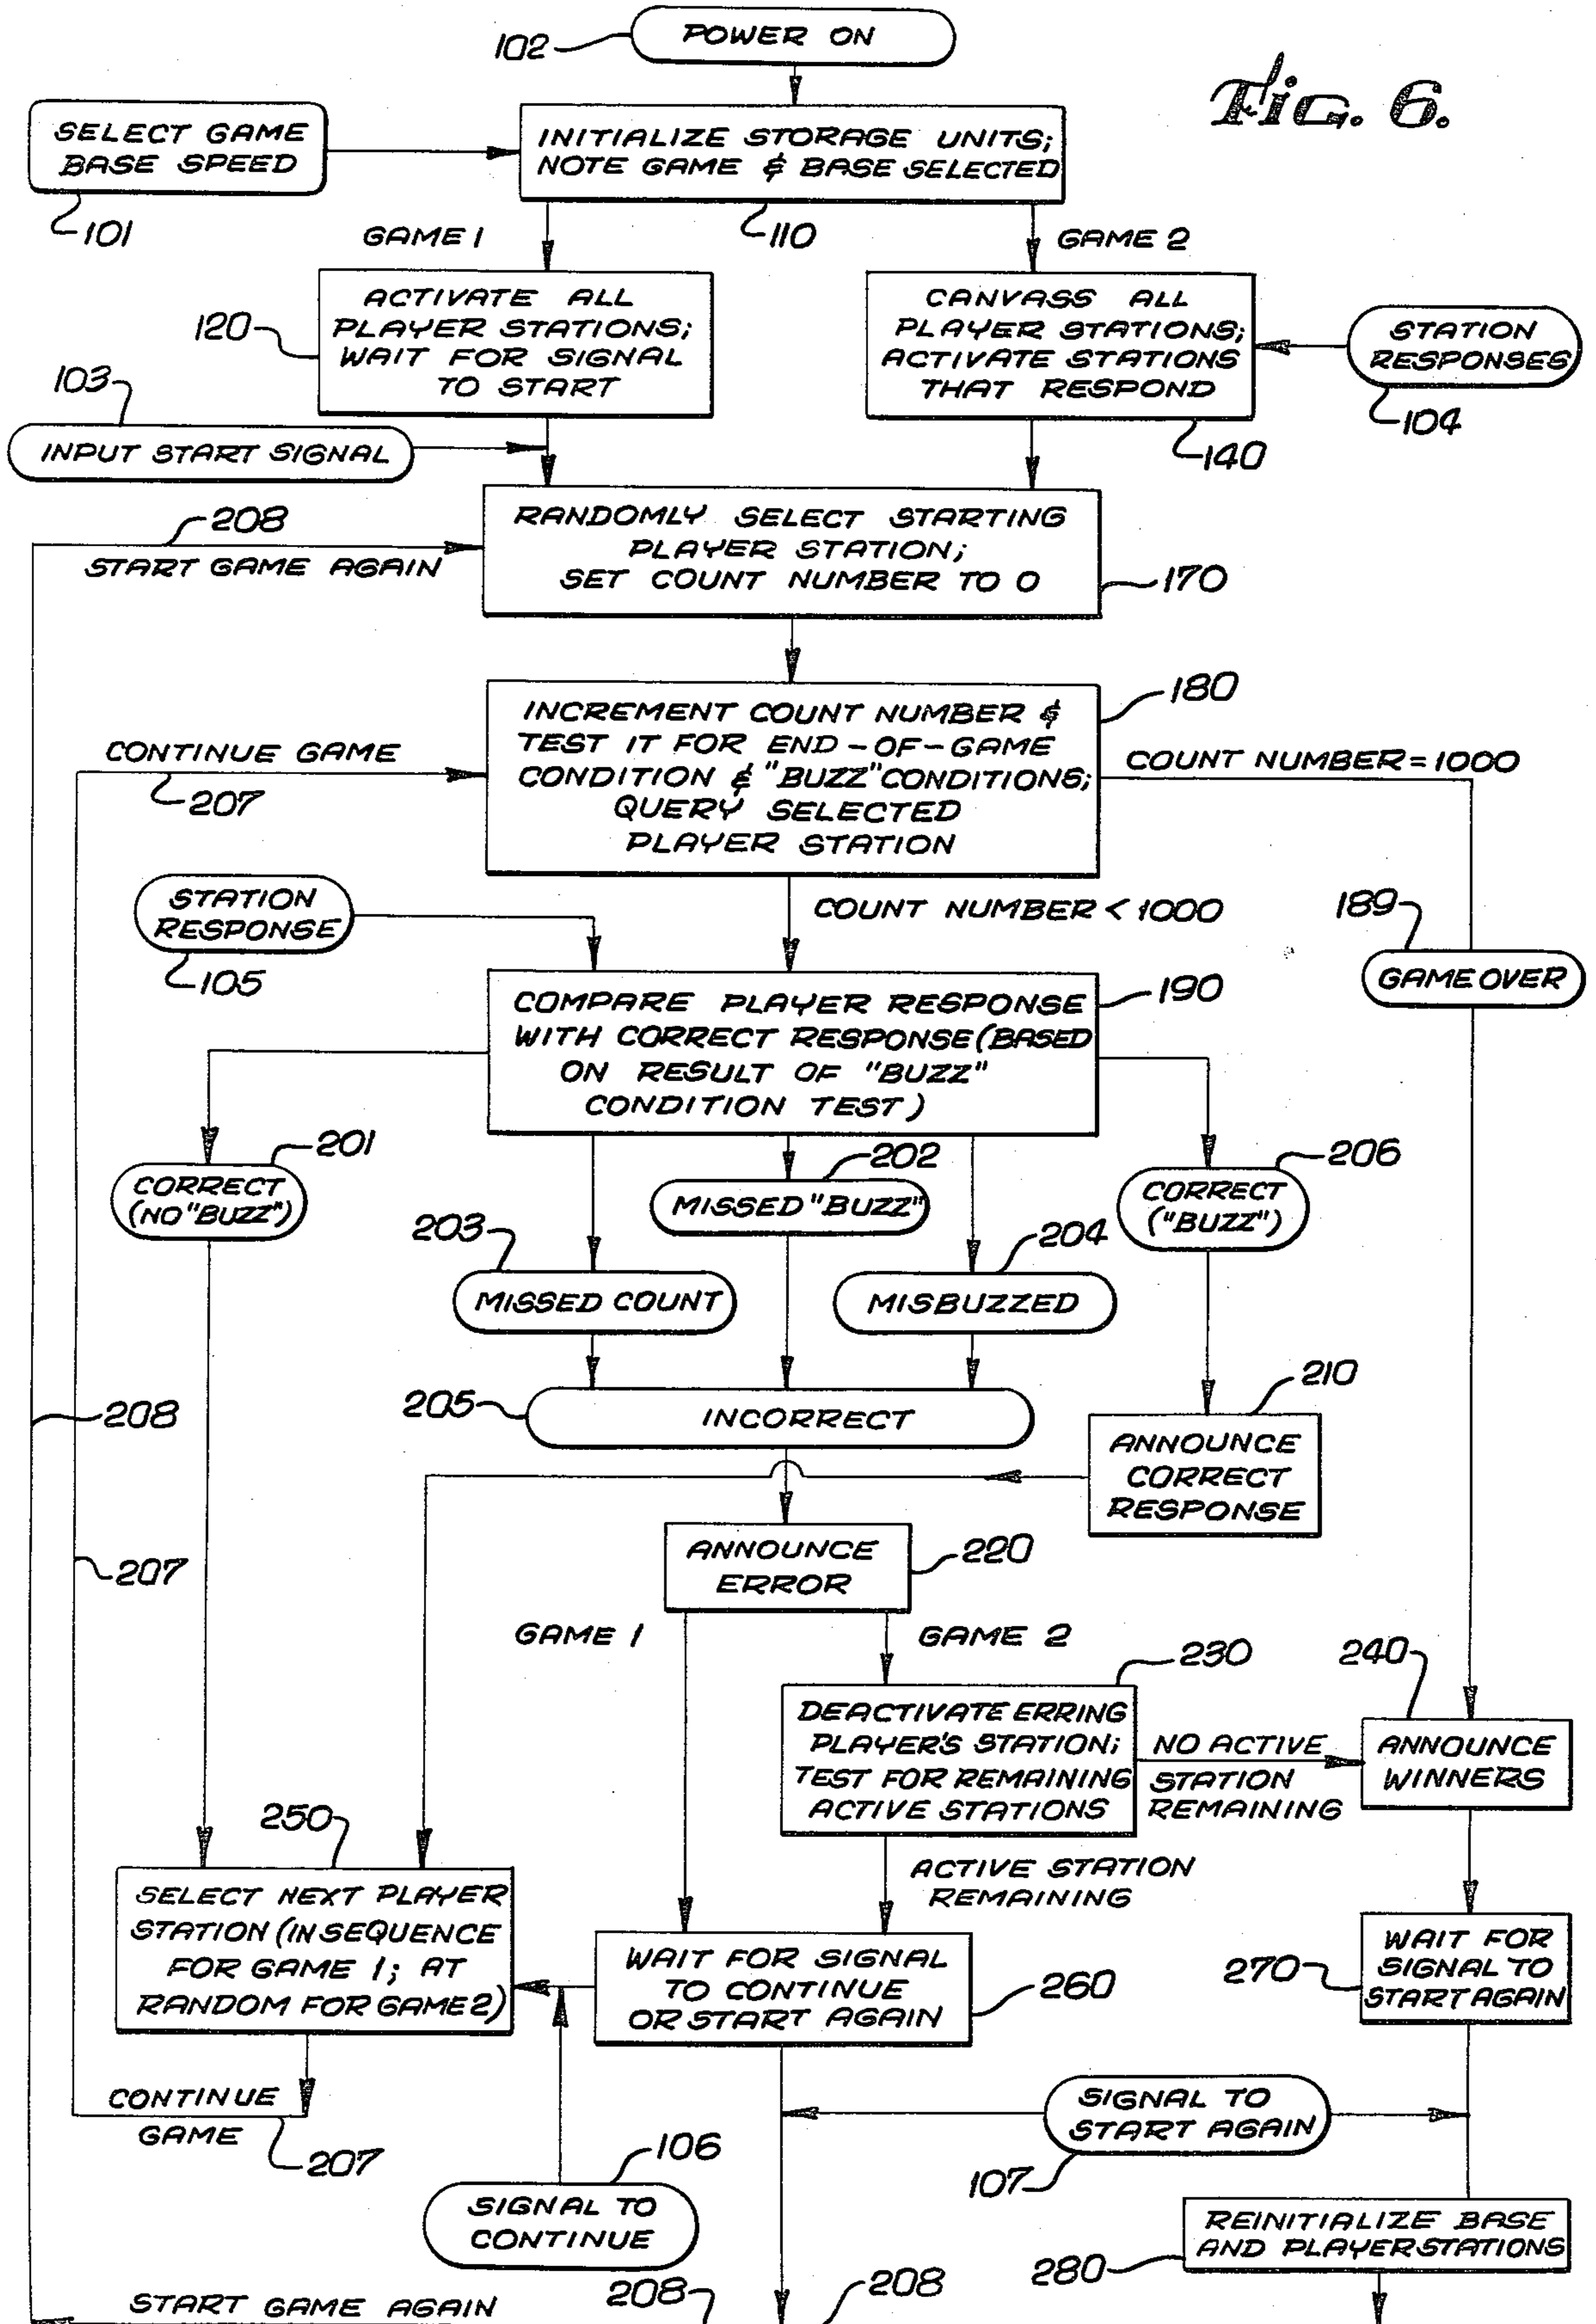 Fig. 6.
102
POWER ON
SELECT GAME
BASE SPEED
101
INITIALIZE STORAGE UNITS;
NOTE GAME & BASE SELECTED
110
GAME 1
GAME 2
120
ACTIVATE ALL
PLAYER STATIONS;
WAIT FOR SIGNAL
TO START
CANVASS ALL
PLAYER STATIONS;
ACTIVATE STATIONS
THAT RESPOND
140
STATION
RESPONSES
104
103
INPUT START SIGNAL
208
START GAME AGAIN
RANDOMLY SELECT STARTING
PLAYER STATION;
SET COUNT NUMBER TO 0
170
CONTINUE GAME
207
INCREMENT COUNT NUMBER &
TEST IT FOR END-OF-GAME
CONDITION & "BUZZ" CONDITIONS;
QUERY SELECTED
PLAYER STATION
180
COUNT NUMBER = 1000
STATION
RESPONSE
105
COUNT NUMBER < 1000
189
GAME OVER
COMPARE PLAYER RESPONSE
WITH CORRECT RESPONSE (BASED
ON RESULT OF "BUZZ"
CONDITION TEST)
190
201
CORRECT
(NO "BUZZ")
202
MISSED "BUZZ"
206
CORRECT
("BUZZ")
203
MISSED COUNT
204
MISBUZZED
205
INCORRECT
210
ANNOUNCE
CORRECT
RESPONSE
208
207
ANNOUNCE
ERROR
220
GAME 1
GAME 2
230
DEACTIVATE ERRING
PLAYER'S STATION;
TEST FOR REMAINING
ACTIVE STATIONS
NO ACTIVE
STATION
REMAINING
240
ANNOUNCE
WINNERS
250
SELECT NEXT PLAYER
STATION (IN SEQUENCE
FOR GAME 1; AT
RANDOM FOR GAME 2)
ACTIVE STATION
REMAINING
WAIT FOR SIGNAL
TO CONTINUE
OR START AGAIN
260
270
WAIT FOR
SIGNAL TO
START AGAIN
CONTINUE
GAME
207
106
SIGNAL TO
CONTINUE
SIGNAL TO
START AGAIN
107
REINITIALIZE BASE
AND PLAYER STATIONS
280
START GAME AGAIN
208
208